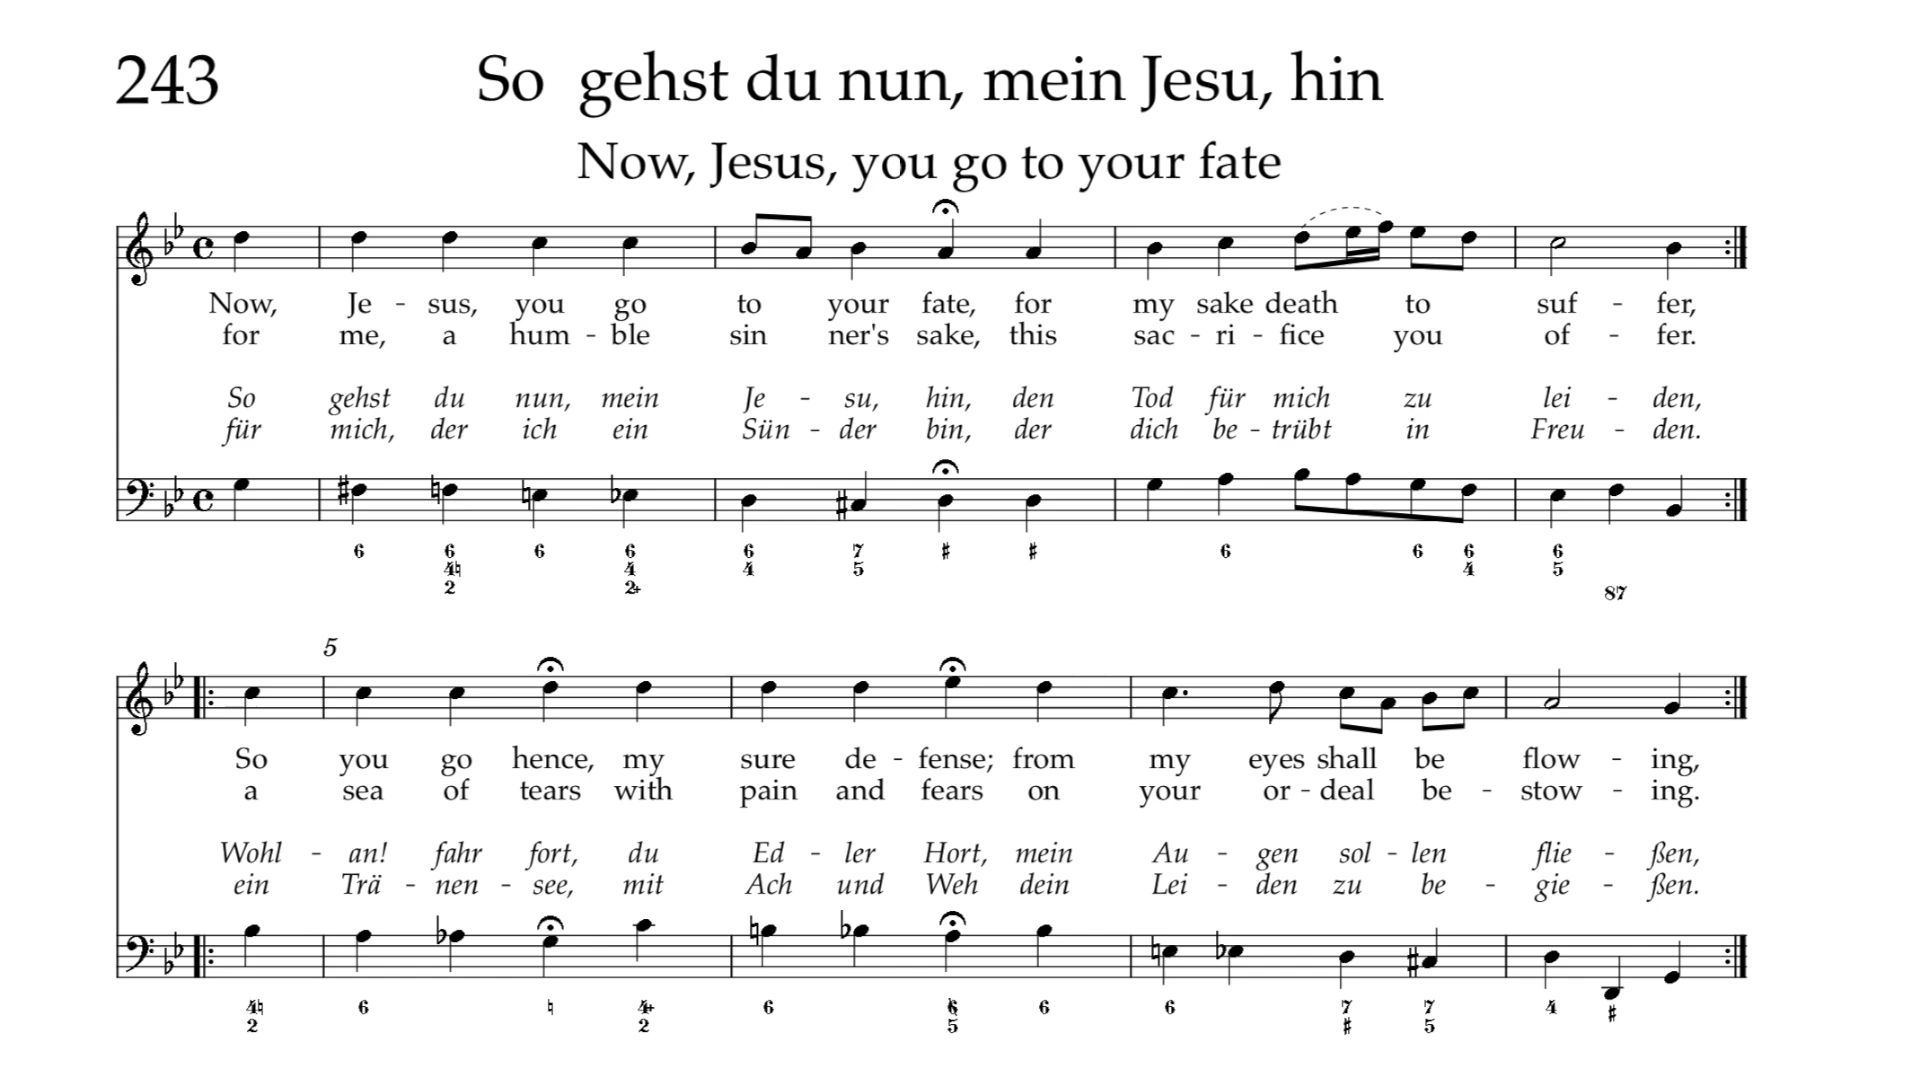 243
So gehst du nun, mein Jesu, hin
Now, Jesus, you go to your fate
Now, Je - sus, you go to your fate, for my sake death to suf - fer,
for me, a hum - ble sin ner's sake, this sac - ri - fice you of - fer.
So gehst du nun, mein Je - su, hin, den Tod für mich zu lei - den,
für mich, der ich ein Sün - der bin, der dich be - trübt in Freu - den.
6 6 6 6 6 7 ♯ ♯ 6 6 6 6
4♮ 4 4 5 4 5
2 2+ 87
5
So you go hence, my sure de - fense; from my eyes shall be flow - ing,
a sea of tears with pain and fears on your or - deal be - stow - ing.
Wohl - an! fahr fort, du Ed - ler Hort, mein Au - gen sol - len flie - ßen,
ein Trä - nen - see, mit Ach und Weh dein Lei - den zu be - gie - ßen.
4♮ 6 ♮ 4+ 6 6 6 6 7 7 4 ♯
2 2 5 ♯ 5